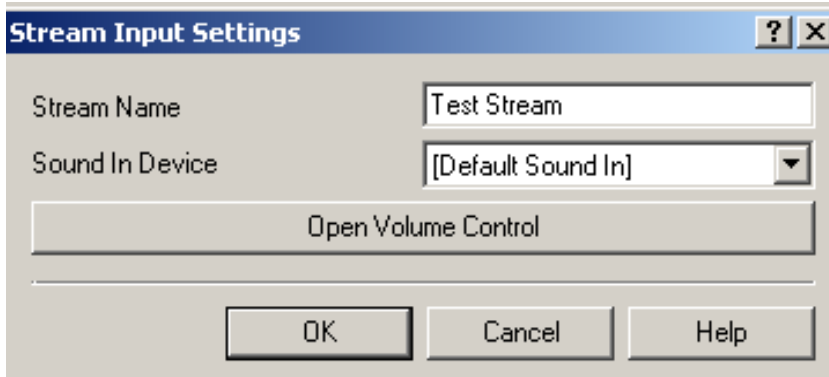 Stream Input Settings ?
Stream Name Test Stream
Sound In Device [Default Sound In]
Open Volume Control
OK Cancel Help